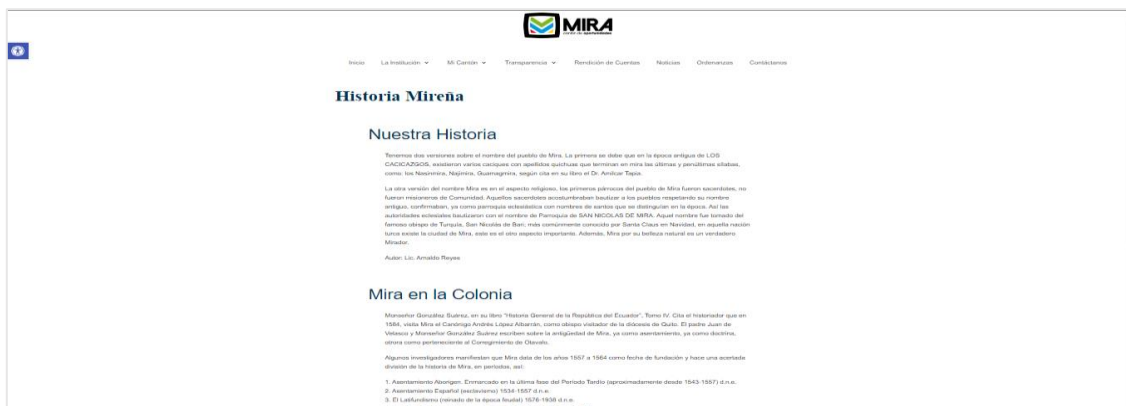 MIRA
Inicio La Institución Mi Cantón Transparencia Rendición de Cuentas Noticias Ordenanzas Contáctanos
Historia Mireña
Nuestra Historia
Tenemos dos versiones sobre el nombre del pueblo de Mira. La primera se debe que en la época antigua de LOS
CACICAZGOS, existieron varios caciques con apellidos quichuas que terminan en mira las últimas y penúltimas sílabas,
como: los Nasinmira, Najimira, Guamagmira, según cita en su libro el Dr. Amílcar Tapia.
La otra versión del nombre Mira es en el aspecto religioso, los primeros párrocos del pueblo de Mira fueron sacerdotes, no
fueron misioneros de Comunidad. Aquellos sacerdotes acostumbraban bautizar a los pueblos respetando su nombre
antiguo, confirmaban, ya como parroquia eclesiástica con nombres de santos que se distinguían en la época. Así las
autoridades eclesiales bautizaron con el nombre de Parroquia de SAN NICOLAS DE MIRA. Aquel nombre fue tomado del
famoso obispo de Turquía, San Nicolás de Bari; más comúnmente conocido por Santa Claus en Navidad, en aquella nación
turca existe la ciudad de Mira, este es el otro aspecto importante. Además, Mira por su belleza natural es un verdadero
Mirador.
Autor: Lic. Arnaldo Reyes
Mira en la Colonia
Monseñor González Suárez, en su libro "Historia General de la República del Ecuador", Tomo IV. Cita el historiador que en
1584, visita Mira el Canónigo Andrés López Albarrán, como obispo visitador de la diócesis de Quito. El padre Juan de
Velasco y Monseñor González Suárez escriben sobre la antigüedad de Mira, ya como asentamiento, ya como doctrina,
otrora como perteneciente al Corregimiento de Otavalo.
Algunos investigadores manifiestan que Mira data de los años 1557 a 1564 como fecha de fundación y hace una acertada
división de la historia de Mira, en períodos, así:
1. Asentamiento Aborigen. Enmarcado en la última fase del Período Tardío (aproximadamente desde 1543-1557) d.n.e.
2. Asentamiento Español (esclavismo) 1534-1557 d.n.e.
3. El Latifundismo (reinado de la época feudal) 1576-1938 d.n.e.